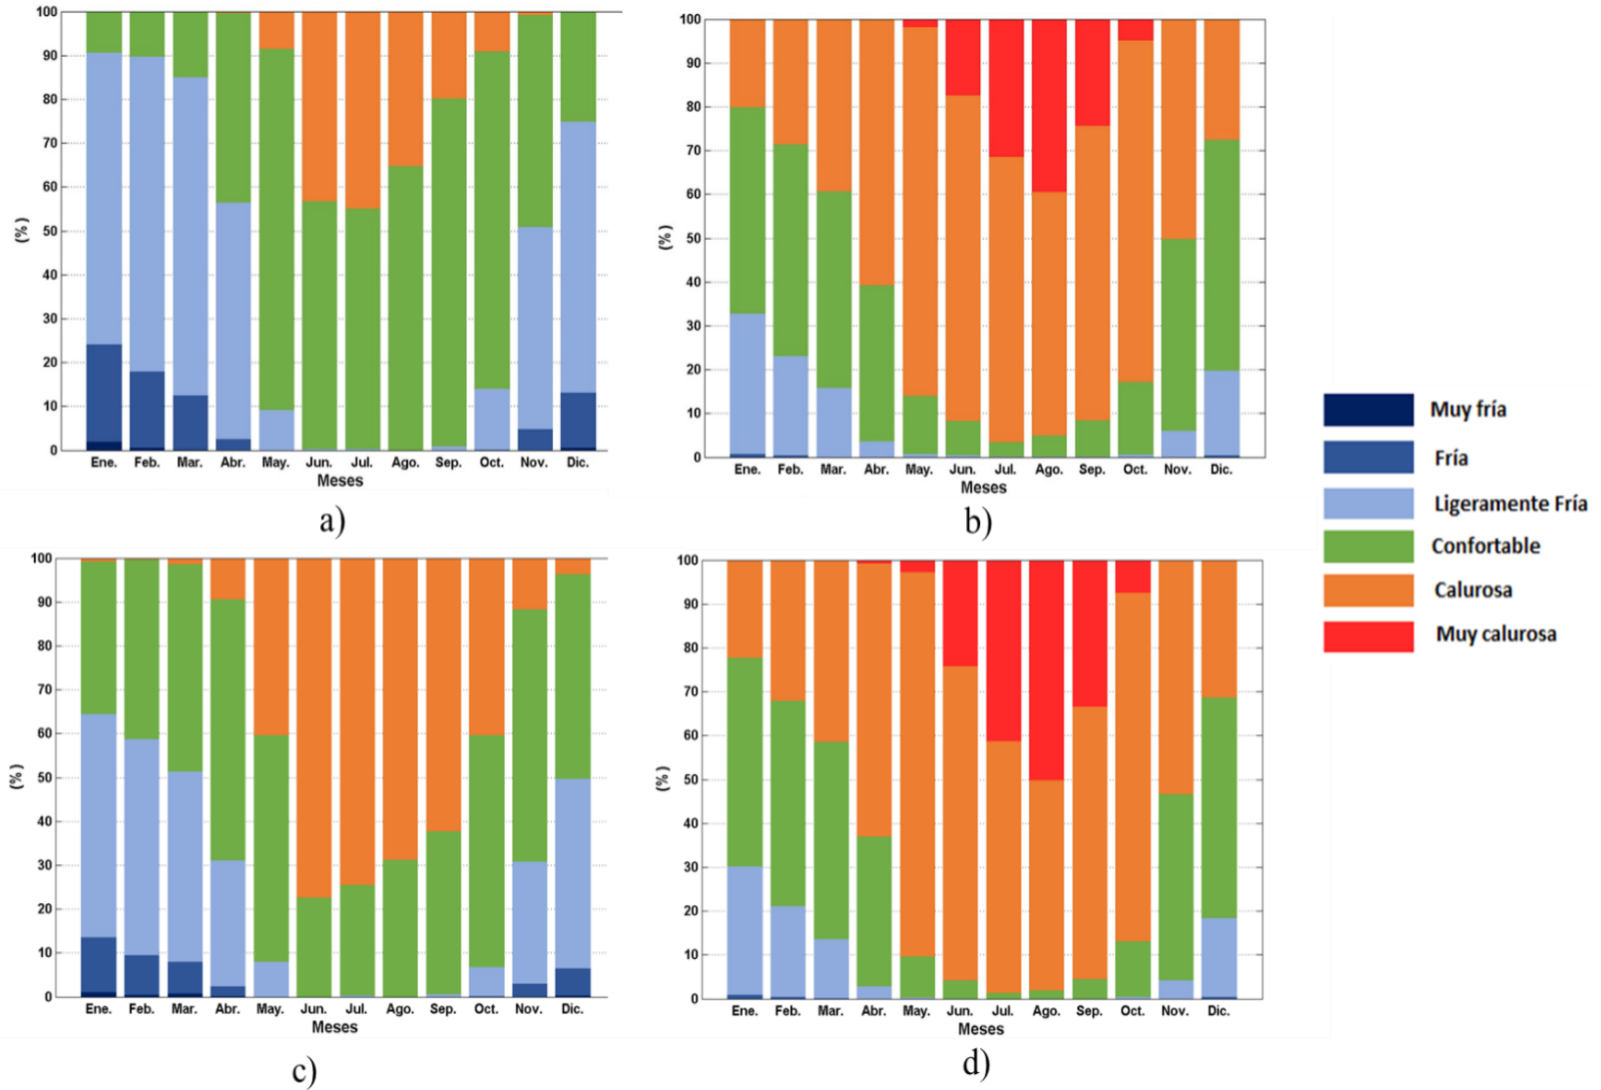 100
90
80
70
60
50
40
30
20
10
0
(%)
Ene. Feb. Mar. Abr. May. Jun. Jul. Ago. Sep. Oct. Nov. Dic.
Meses
a)
100
90
80
70
60
50
40
30
20
10
0
(%)
Ene. Feb. Mar. Abr. May. Jun. Jul. Ago. Sep. Oct. Nov. Dic.
Meses
b)
Muy fría
Fría
Ligeramente Fría
Confortable
Calurosa
Muy calurosa
100
90
80
70
60
50
40
30
20
10
0
(%)
Ene. Feb. Mar. Abr. May. Jun. Jul. Ago. Sep. Oct. Nov. Dic.
Meses
c)
100
90
80
70
60
50
40
30
20
10
0
(%)
Ene. Feb. Mar. Abr. May. Jun. Jul. Ago. Sep. Oct. Nov. Dic.
Meses
d)